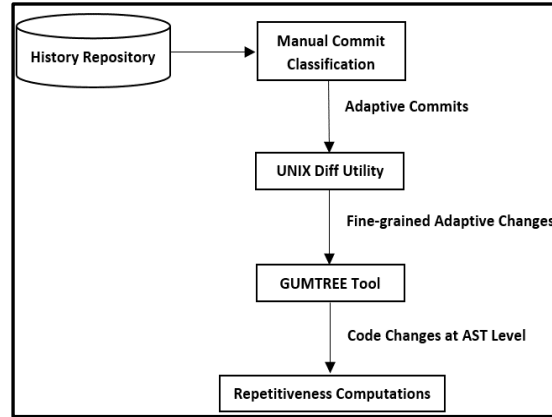 History Repository
Manual Commit
Classification
Adaptive Commits
UNIX Diff Utility
Fine-grained Adaptive Changes
GUMTREE Tool
Code Changes at AST Level
Repetitiveness Computations